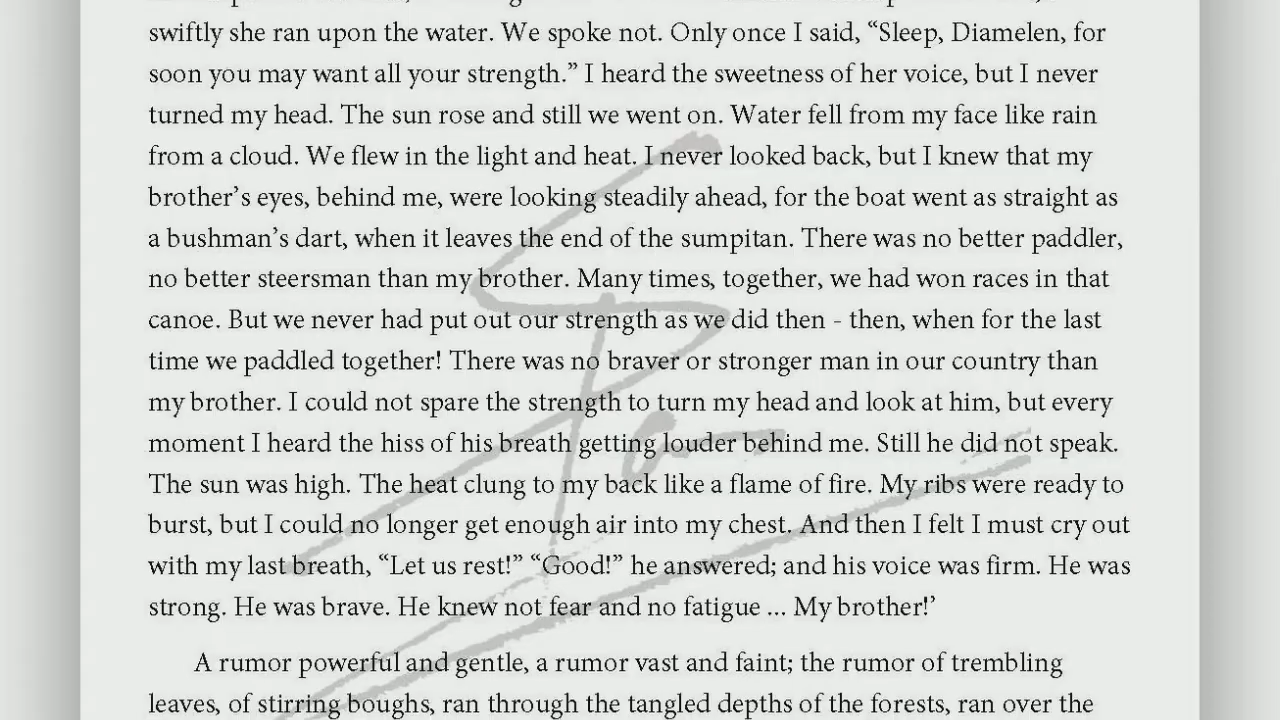 swiftly she ran upon the water. We spoke not. Only once I said, “Sleep, Diamelen, for
soon you may want all your strength.” I heard the sweetness of her voice, but I never
turned my head. The sun rose and still we went on. Water fell from my face like rain
from a cloud. We flew in the light and heat. I never looked back, but I knew that my
brother’s eyes, behind me, were looking steadily ahead, for the boat went as straight as
a bushman’s dart, when it leaves the end of the sumpitan. There was no better paddler,
no better steersman than my brother. Many times, together, we had won races in that
canoe. But we never had put out our strength as we did then - then, when for the last
time we paddled together! There was no braver or stronger man in our country than
my brother. I could not spare the strength to turn my head and look at him, but every
moment I heard the hiss of his breath getting louder behind me. Still he did not speak.
The sun was high. The heat clung to my back like a flame of fire. My ribs were ready to
burst, but I could no longer get enough air into my chest. And then I felt I must cry out
with my last breath, “Let us rest!” “Good!” he answered; and his voice was firm. He was
strong. He was brave. He knew not fear and no fatigue ... My brother!’
A rumor powerful and gentle, a rumor vast and faint; the rumor of trembling
leaves, of stirring boughs, ran through the tangled depths of the forests, ran over the